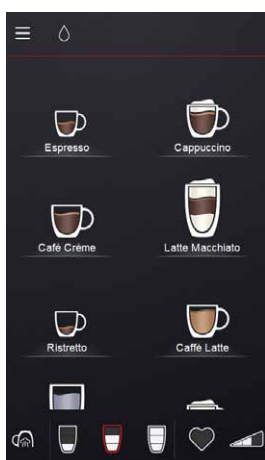 Espresso
Cappuccino
Café Crème
Latte Macchiato
Ristretto
Caffè Latte